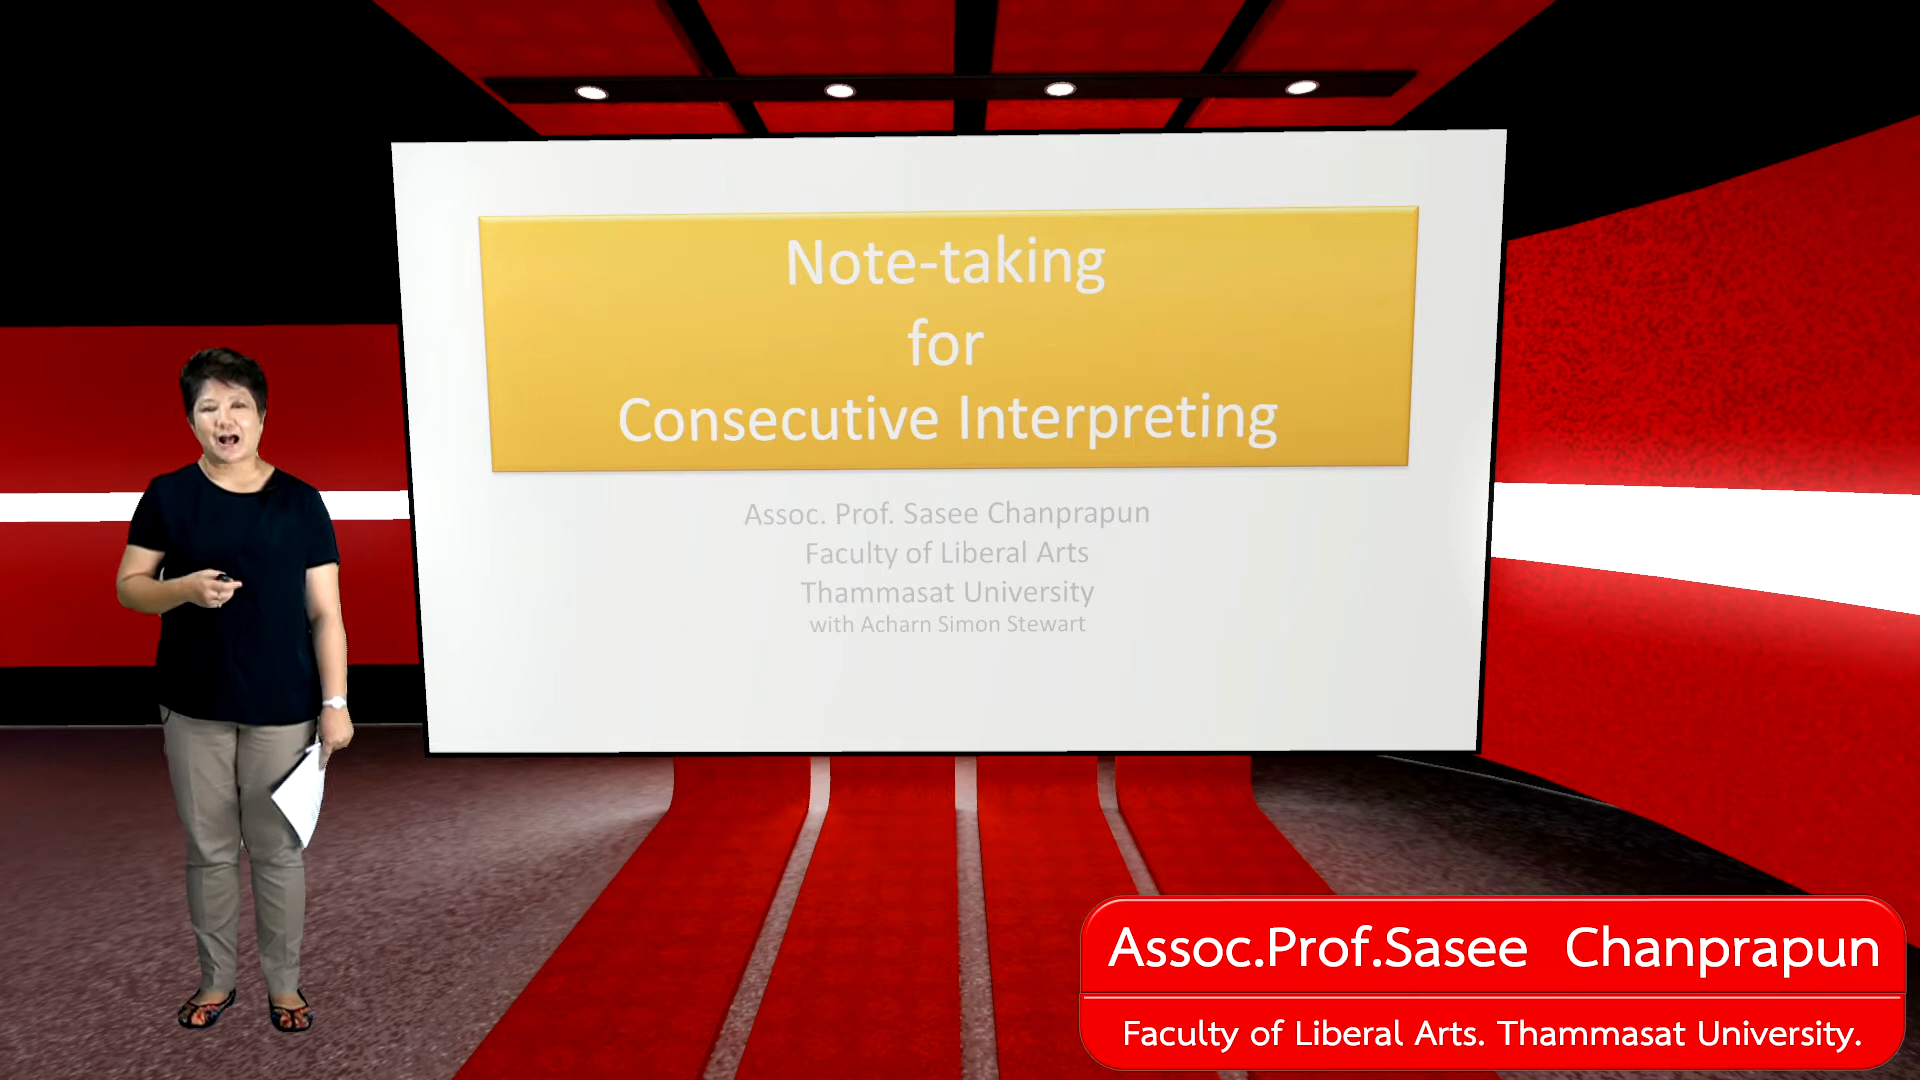 Note-taking
for
Consecutive Interpreting
Assoc. Prof. Sasee Chanprapun
Faculty of Liberal Arts
Thammasat University
with Acharn Simon Stewart
Assoc.Prof.Sasee Chanprapun
Faculty of Liberal Arts. Thammasat University.